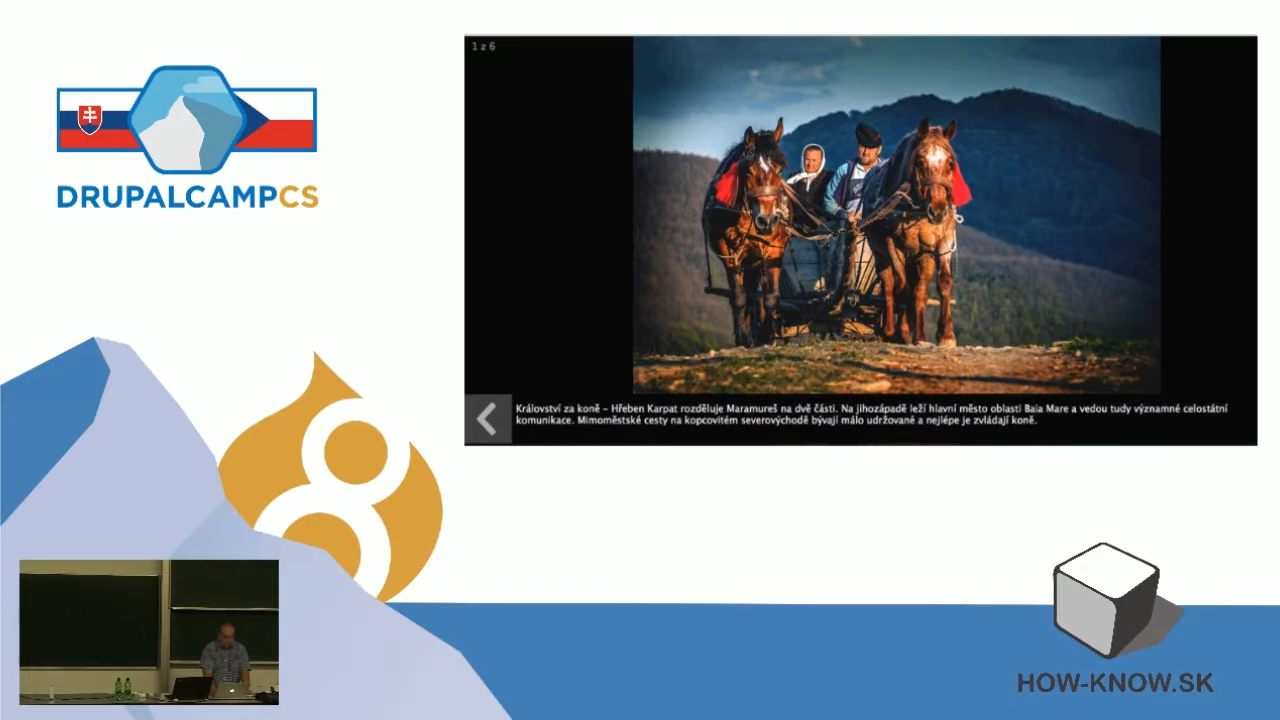 DRUPALCAMPCS
1 z 6
Království za koně – Hřeben Karpat rozděluje Maramureš na dvě části. Na jihozápadě leží hlavní město oblasti Baia Mare a vedou tudy významné celostátní
komunikace. Mimoměstské cesty na kopcovitém severovýchodě bývají málo udržované a nejlépe je zvládají koně.
8
HOW-KNOW.SK